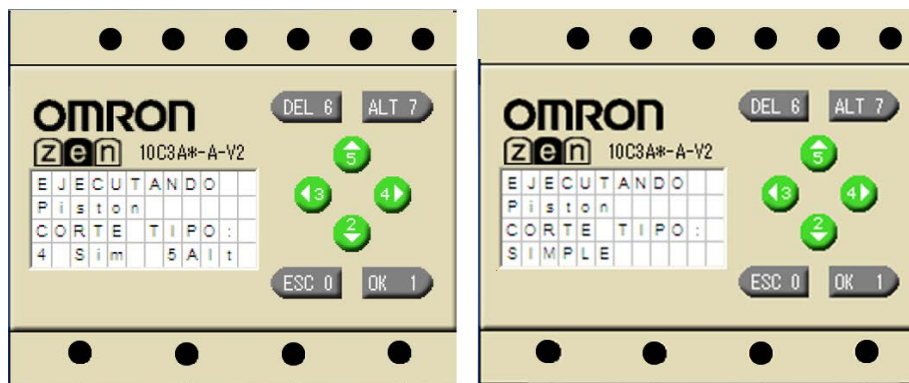 OMRON
zen 10C3A*-A-V2
EJECUTANDO
Piston
CORTE TIPO:
4 Sim 5Alt
DEL 6
ALT 7
5
3
4
2
ESC 0
OK 1
OMRON
zen 10C3A*-A-V2
EJECUTANDO
Piston
CORTE TIPO:
SIMPLE
DEL 6
ALT 7
5
3
4
2
ESC 0
OK 1